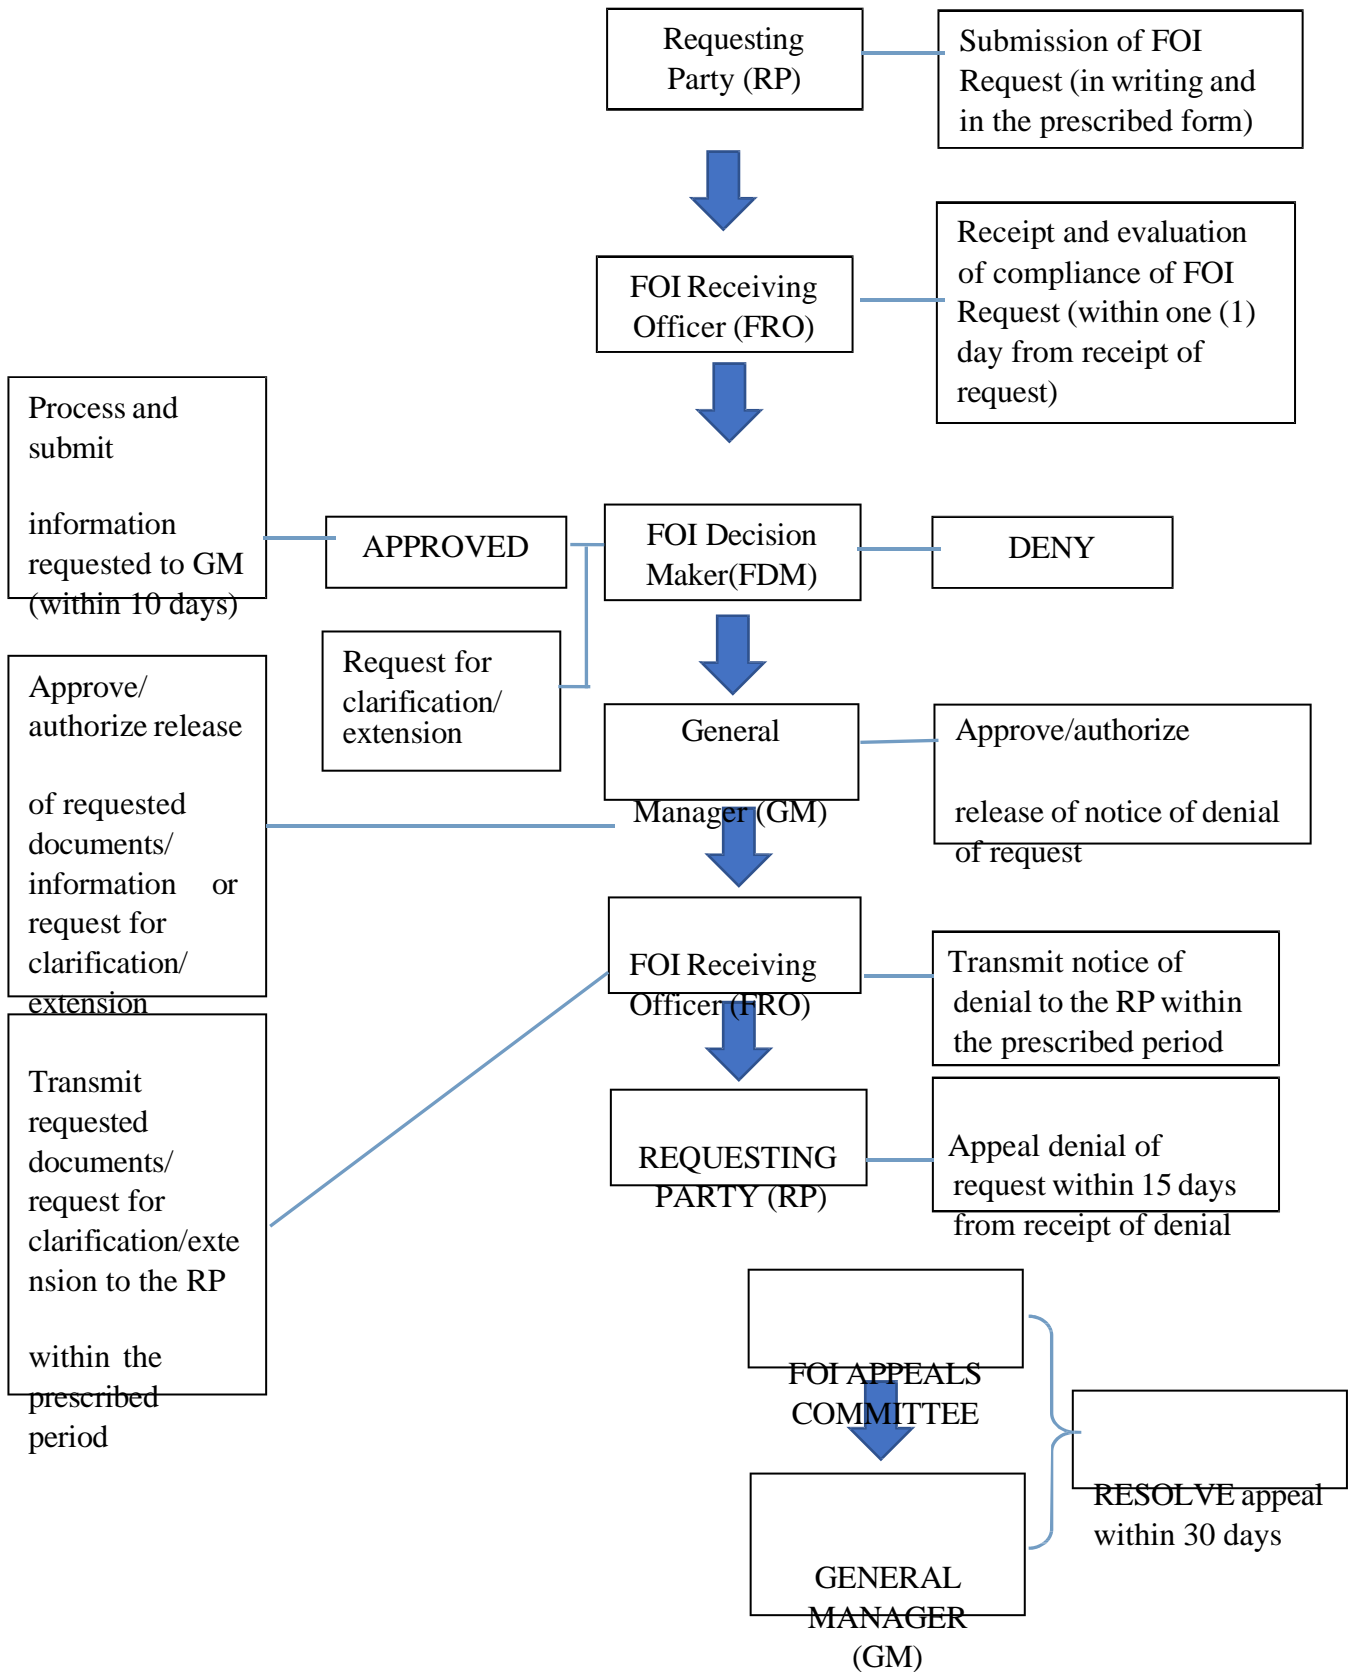 Requesting
Party (RP)
Submission of FOI
Request (in writing and
in the prescribed form)
FOI Receiving
Officer (FRO)
Receipt and evaluation
of compliance of FOI
Request (within one (1)
day from receipt of
request)
Process and
submit
information
requested to GM
(within 10 days)
APPROVED
FOI Decision
Maker(FDM)
DENY
Request for
clarification/
extension
Approve/
authorize release
of requested
documents/
information or
request for
clarification/
extension
General
Manager (GM)
Approve/authorize
release of notice of denial
of request
FOI Receiving
Officer (FRO)
Transmit notice of
denial to the RP within
the prescribed period
Transmit
requested
documents/
request for
clarification/exte
nsion to the RP
within the
prescribed
period
REQUESTING
PARTY (RP)
Appeal denial of
request within 15 days
from receipt of denial
FOI APPEALS
COMMITTEE
RESOLVE appeal
within 30 days
GENERAL
MANAGER
(GM)